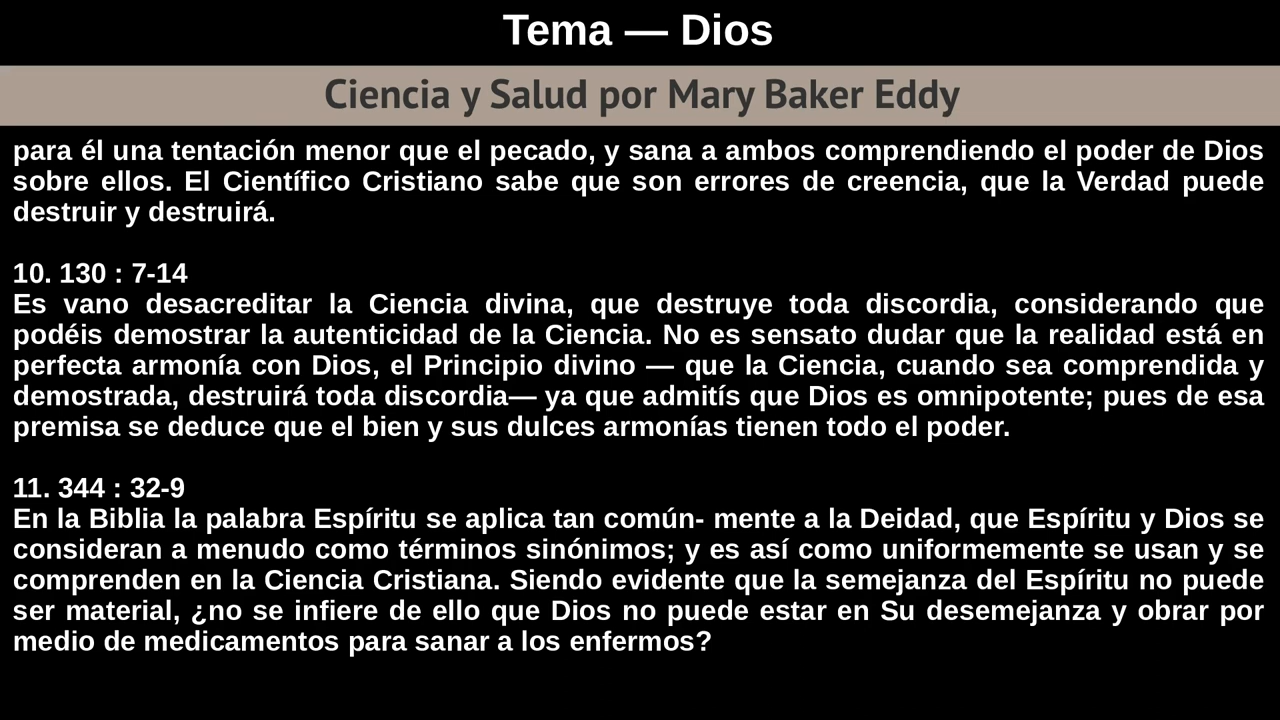 Tema — Dios
Ciencia y Salud por Mary Baker Eddy
para él una tentación menor que el pecado, y sana a ambos comprendiendo el poder de Dios
sobre ellos. El Científico Cristiano sabe que son errores de creencia, que la Verdad puede
destruir y destruirá.
10. 130 : 7-14
Es vano desacreditar la Ciencia divina, que destruye toda discordia, considerando que
podéis demostrar la autenticidad de la Ciencia. No es sensato dudar que la realidad está en
perfecta armonía con Dios, el Principio divino — que la Ciencia, cuando sea comprendida y
demostrada, destruirá toda discordia— ya que admitís que Dios es omnipotente; pues de esa
premisa se deduce que el bien y sus dulces armonías tienen todo el poder.
11. 344 : 32-9
En la Biblia la palabra Espíritu se aplica tan común- mente a la Deidad, que Espíritu y Dios se
consideran a menudo como términos sinónimos; y es así como uniformemente se usan y se
comprenden en la Ciencia Cristiana. Siendo evidente que la semejanza del Espíritu no puede
ser material, ¿no se infiere de ello que Dios no puede estar en Su desemejanza y obrar por
medio de medicamentos para sanar a los enfermos?